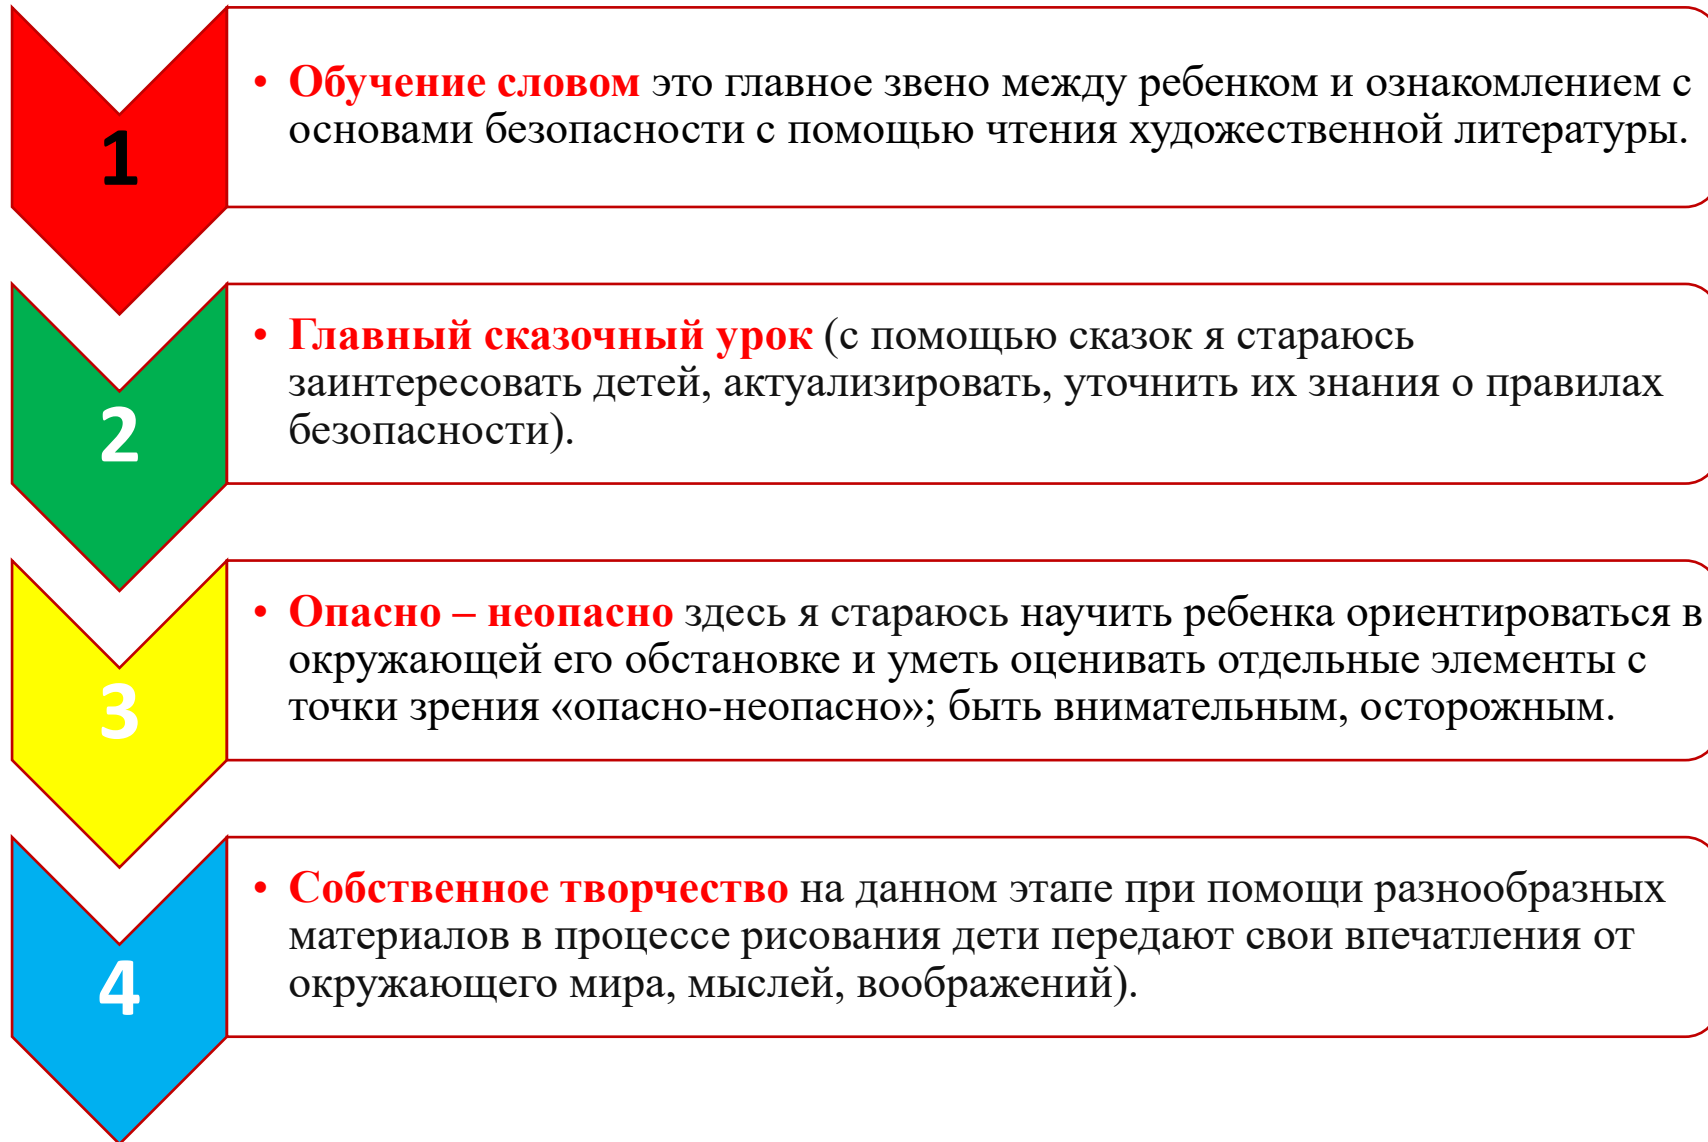 1
• Обучение словом это главное звено между ребенком и ознакомлением с
основами безопасности с помощью чтения художественной литературы.
2
• Главный сказочный урок (с помощью сказок я стараюсь
заинтересовать детей, актуализировать, уточнить их знания о правилах
безопасности).
3
• Опасно – неопасно здесь я стараюсь научить ребенка ориентироваться в
окружающей его обстановке и уметь оценивать отдельные элементы с
точки зрения «опасно-неопасно»; быть внимательным, осторожным.
4
• Собственное творчество на данном этапе при помощи разнообразных
материалов в процессе рисования дети передают свои впечатления от
окружающего мира, мыслей, воображений).